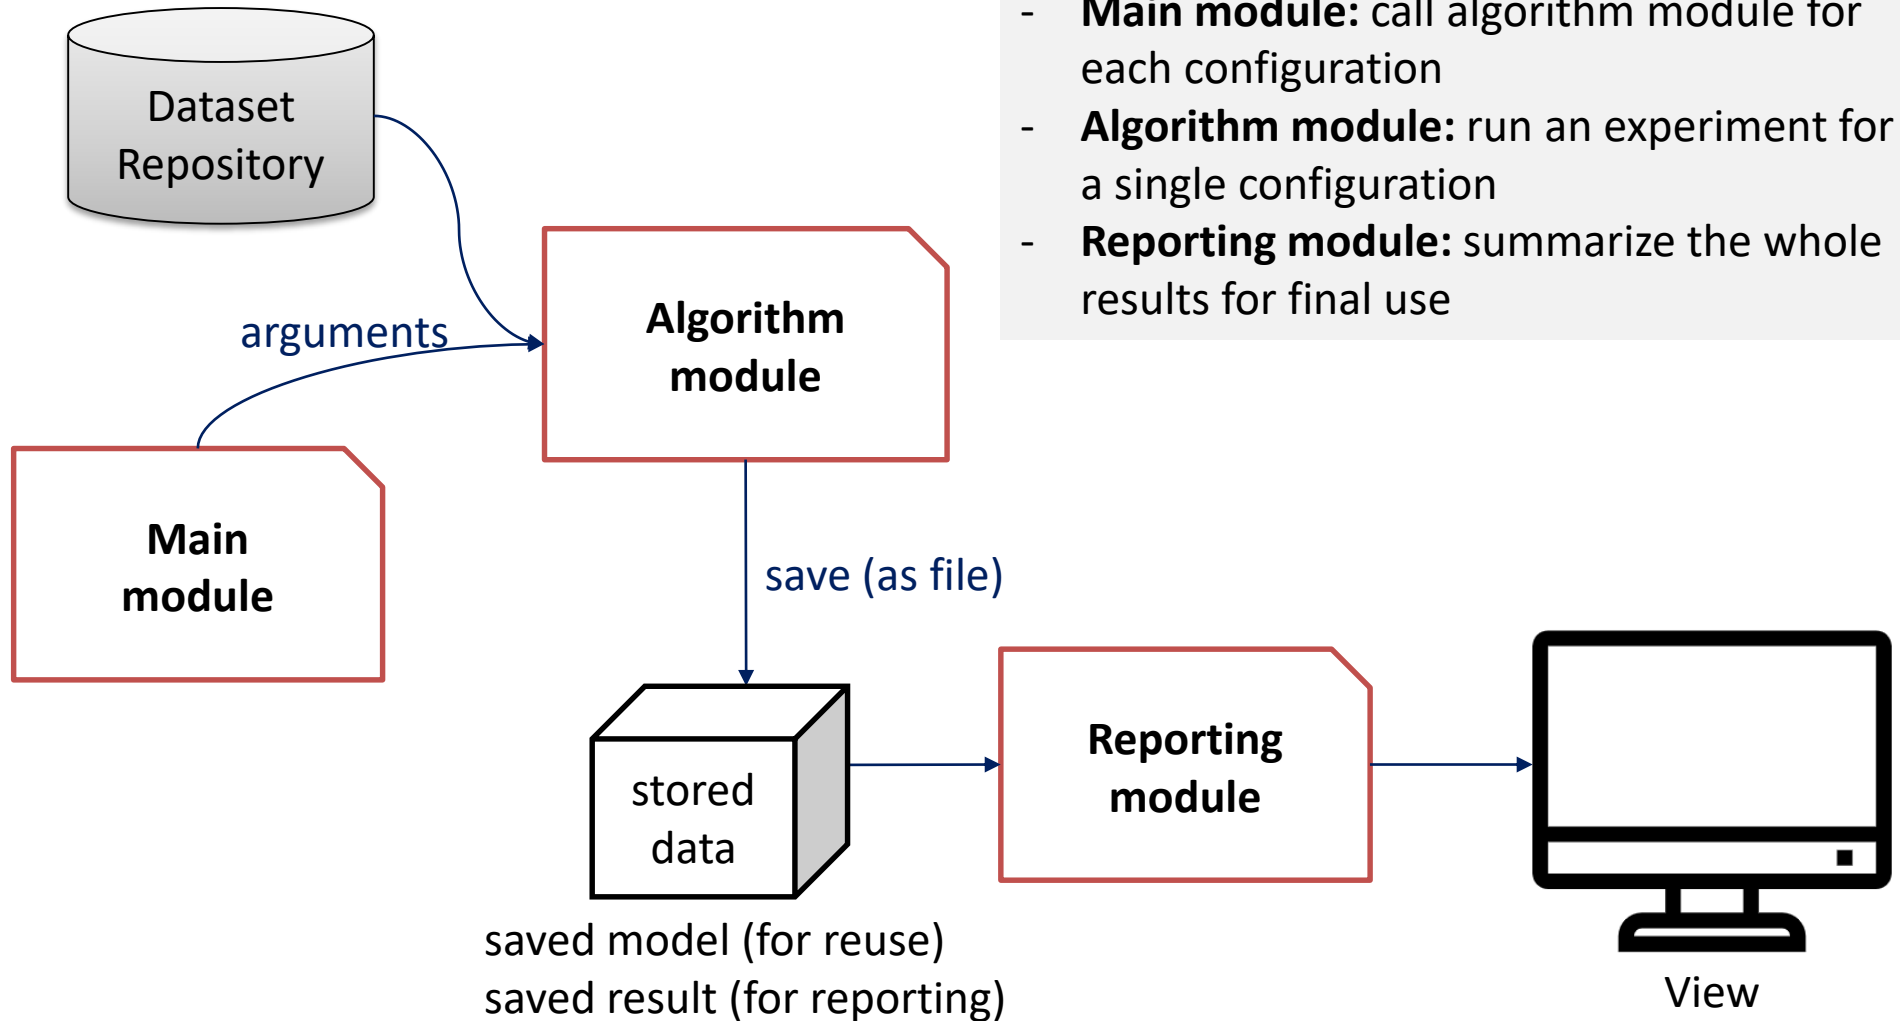 Dataset
Repository
- Main module: call algorithm module for
each configuration
- Algorithm module: run an experiment for
a single configuration
- Reporting module: summarize the whole
results for final use
arguments
Algorithm
module
Main
module
save (as file)
stored
data
Reporting
module
saved model (for reuse)
saved result (for reporting)
View